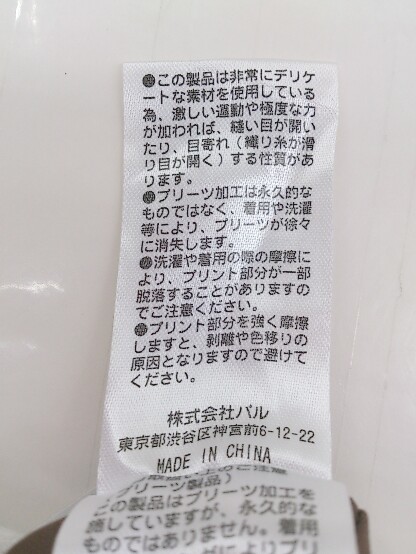 ●この製品は非常にデリケ
ートな素材を使用している
為、激しい運動や極度な力
が加われば、縫い目が開い
たり、目寄れ（織り糸が滑
り目が開く）する性質があ
ります。
●プリーツ加工は永久的な
ものではなく、着用や洗濯
等により、プリーツが徐々
に消失します。
●洗濯や着用の際の摩擦に
より、プリント部分が一部
脱落することがありますの
でご注意ください。
●プリント部分を強く摩擦
しますと、剥離や色移りの
原因となりますので避けて
ください。
株式会社パル
東京都渋谷区神宮前6-12-22
MADE IN CHINA
取扱い上のご注意
(プリーツ製品)
この製品はプリーツ加工を
施していますが、永久的な
ものではありません。着用
よりプリ